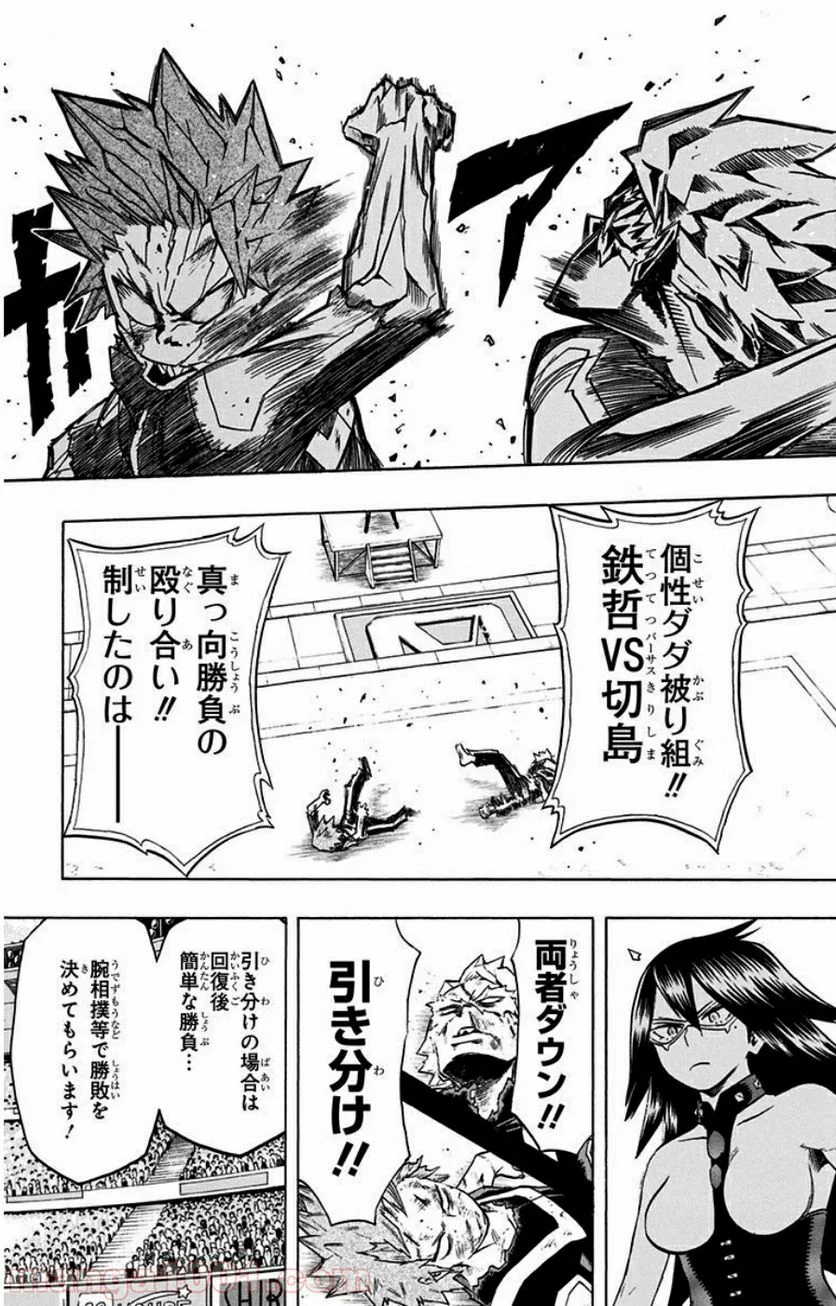 ガッ
個性ダダ被り組!!
鉄哲VS切島
真っ向勝負の
殴り合い!!
制したのは――
両者ダウン!!
引き分け!!
引き分けの場合は
回復後
簡単な勝負…
腕相撲等で勝敗を
決めてもらいます!